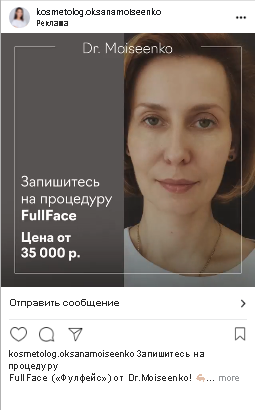 kosmetolog.oksanamoiseenko
Реклама
Dr. Moiseenko
Запишитесь
на процедуру
FullFace
Цена от
35 000 р.
Отправить сообщение
kosmetolog.oksanamoiseenko Запишитесь на
процедуру
FullFace («Фулфейс») от Dr.Moiseenko! 💪🏻... more